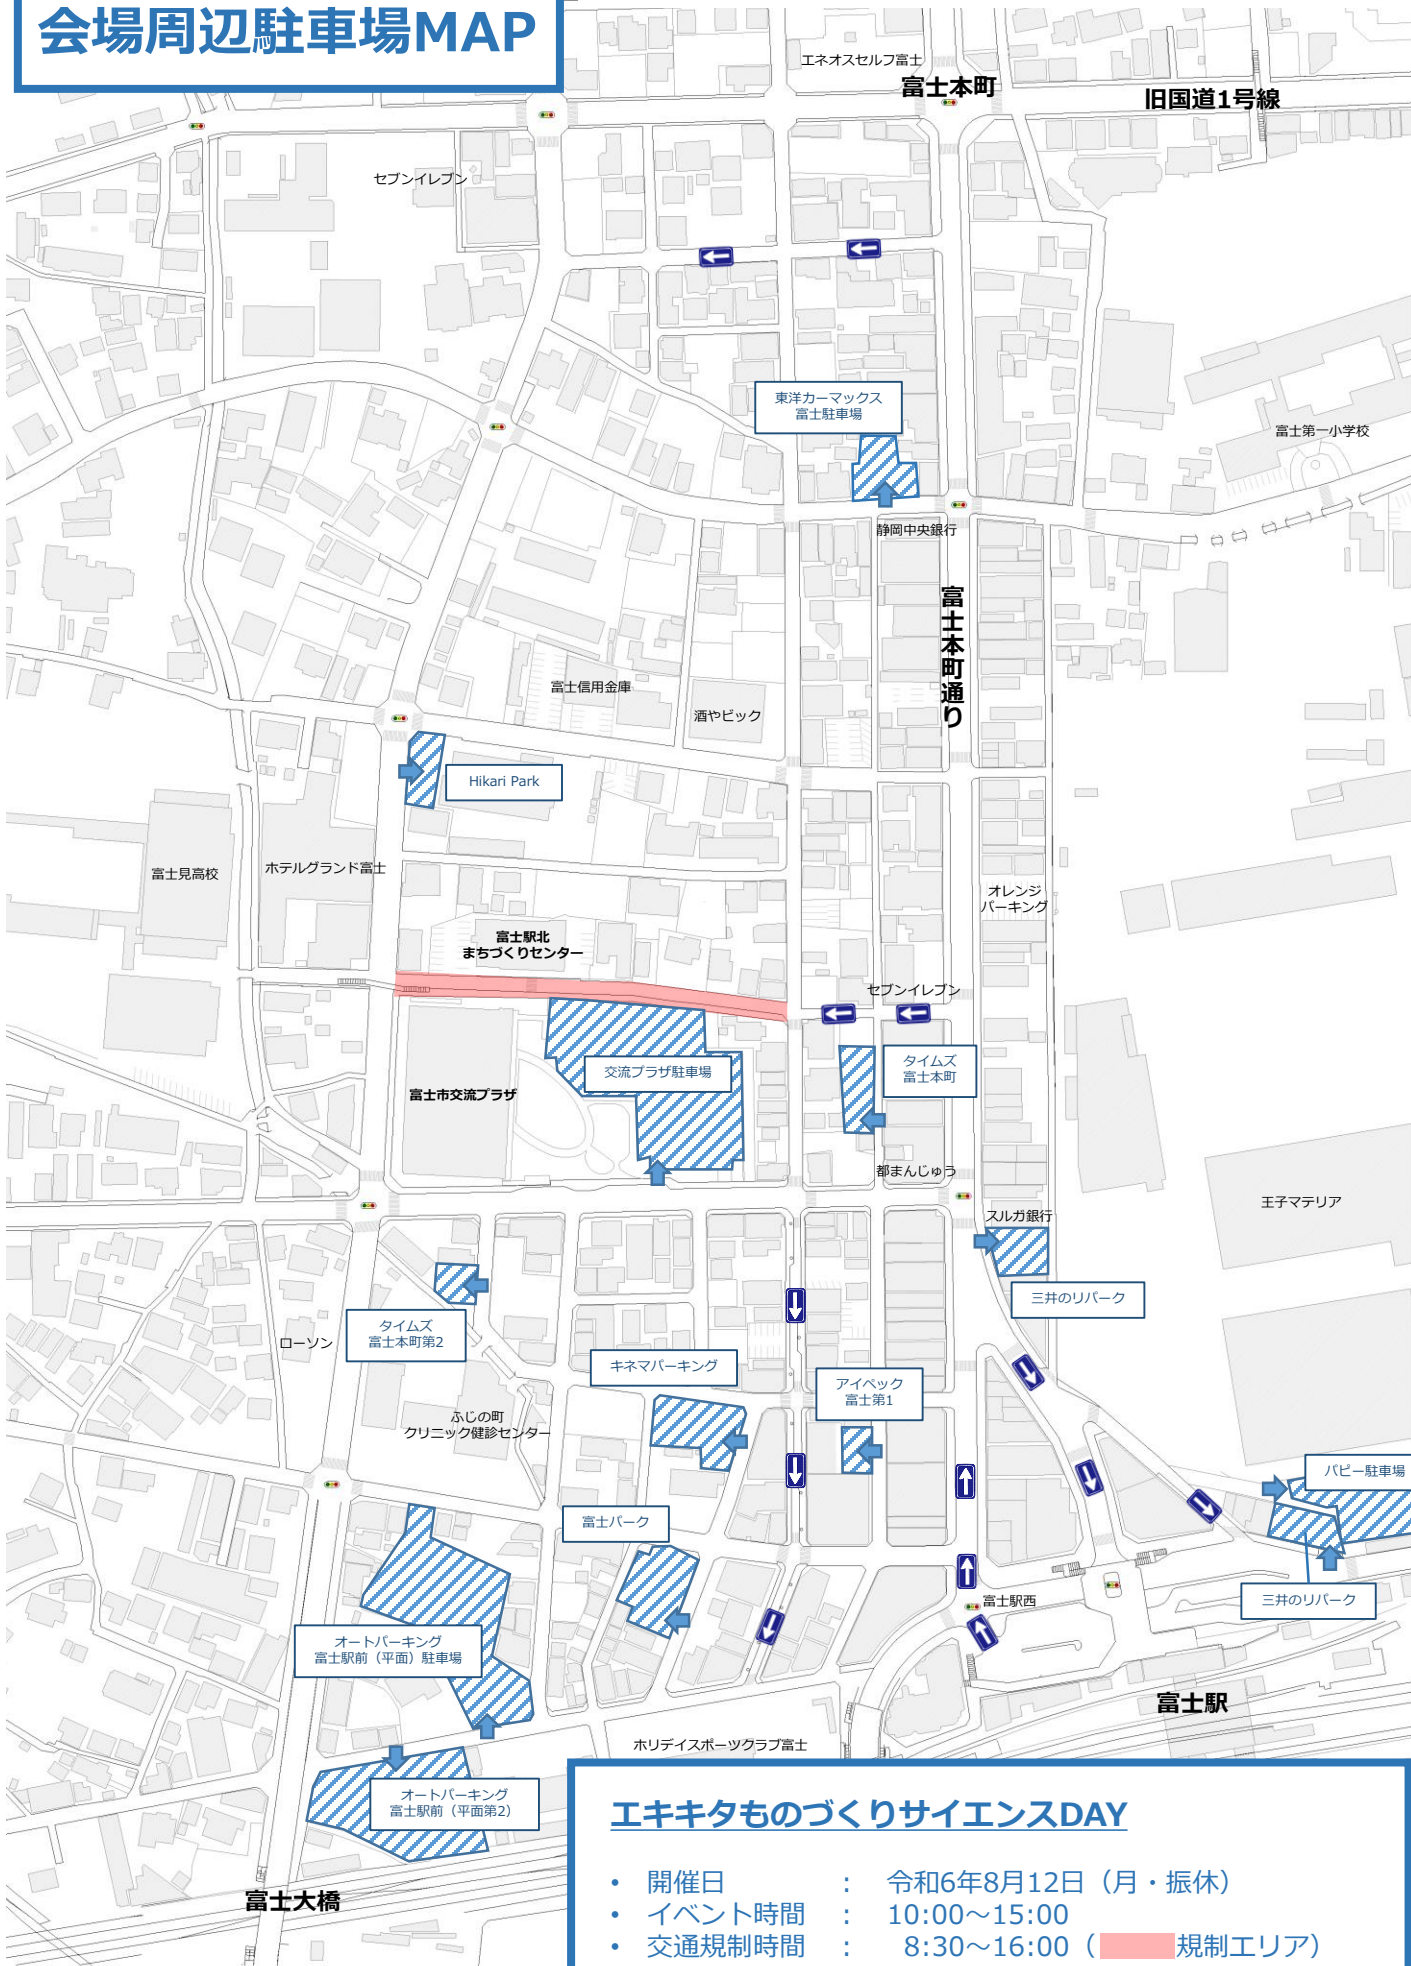 会場周辺駐車場MAP
エネオスセルフ富士
富士本町
旧国道1号線
セブンイレブン
東洋カーマックス
富士駐車場
富士第一小学校
静岡中央銀行
富士本町通り
富士信用金庫
酒やビック
Hikari Park
富士見高校
ホテルグランド富士
オレンジ
パーキング
富士駅北
まちづくりセンター
セブンイレブン
交流プラザ駐車場
タイムズ
富士本町
富士市交流プラザ
都まんじゅう
王子マテリア
スルガ銀行
三井のリパーク
タイムズ
富士本町第2
ローソン
キネマパーキング
アイペック
富士第1
ふじの町
クリニック健診センター
パピー駐車場
富士パーク
三井のリパーク
富士駅西
オートパーキング
富士駅前（平面）駐車場
富士駅
ホリデイスポーツクラブ富士
オートパーキング
富士駅前（平面第2）
富士大橋
エキキタものづくりサイエンスDAY
• 開催日 ： 令和6年8月12日（月・振休）
• イベント時間 ： 10:00～15:00
• 交通規制時間 ： 8:30～16:00（ 規制エリア）